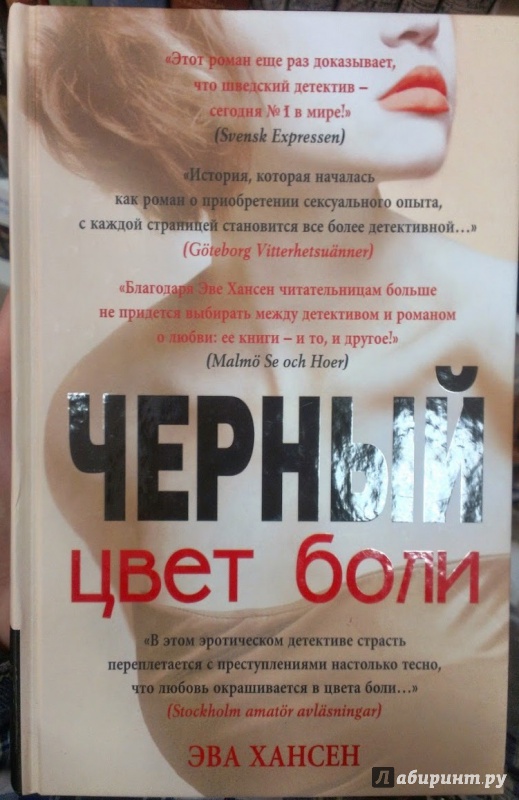 «Этот роман еще раз доказывает,
что шведский детектив –
сегодня № 1 в мире!»
(Svensk Expressen)
«История, которая началась
как роман о приобретении сексуального опыта,
с каждой страницей становится все более детективной...»
(Göteborg Vitterhetsuänner)
«Благодаря Эве Хансен читательницам больше
не придется выбирать между детективом и романом
о любви: ее книги – и то, и другое!»
(Malmö Se och Hoer)
ЧЕРНЫЙ
цвет боли
«В этом эротическом детективе страсть
переплетается с преступлениями настолько тесно,
что любовь окрашивается в цвета боли...»
(Stockholm amatör avläsningar)
ЭВА ХАНСЕН
Лабиринт.ру